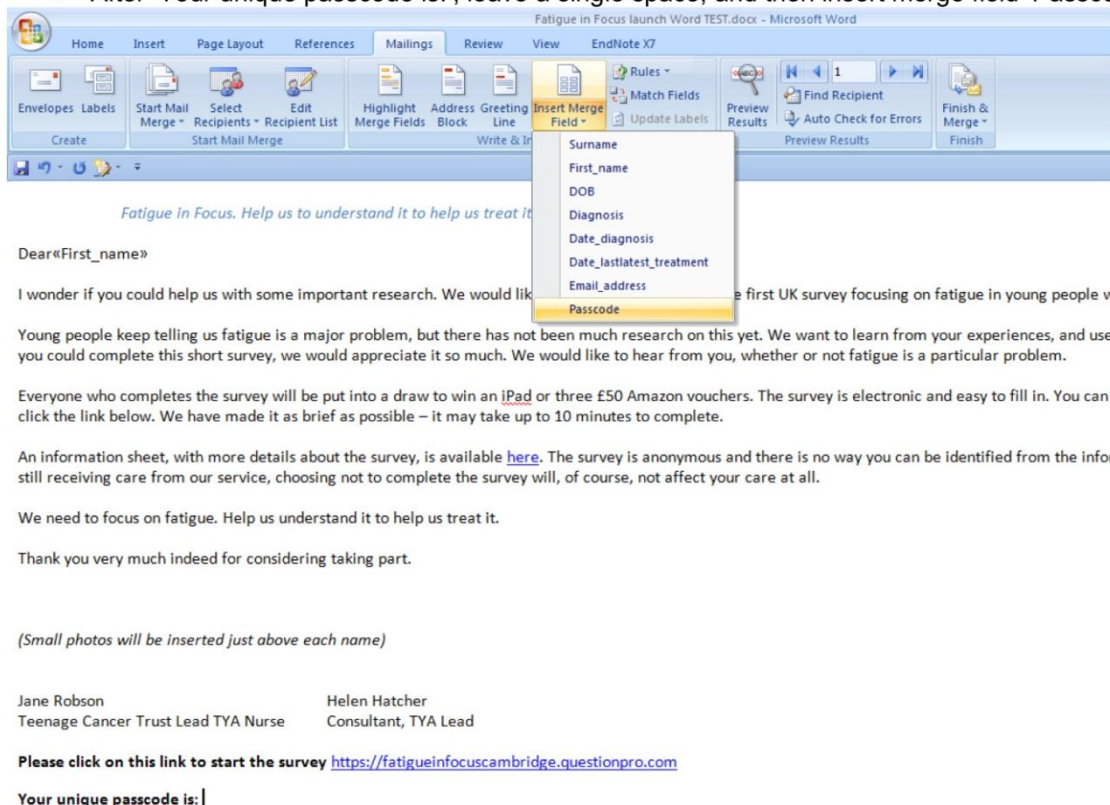 After 'Your unique passcode is:', leave a single space, and then insert merge field 'Passco
Fatigue in Focus launch Word TEST.docx - Microsoft Word
Home Insert Page Layout References Mailings Review View EndNote X7
Envelopes Labels Start Mail Merge Select Recipients Edit Recipient List Highlight Merge Fields Address Block Greeting Line Insert Merge Field Rules Match Fields Update Labels Preview Results 1 Find Recipient Auto Check for Errors Finish & Merge
Create Start Mail Merge Write & In Preview Results Finish
Surname
First_name
DOB
Diagnosis
Date_diagnosis
Date_lastlatest_treatment
Email_address
Passcode
Fatigue in Focus. Help us to understand it to help us treat it
Dear«First_name»
I wonder if you could help us with some important research. We would lik e first UK survey focusing on fatigue in young people w
Young people keep telling us fatigue is a major problem, but there has not been much research on this yet. We want to learn from your experiences, and use
you could complete this short survey, we would appreciate it so much. We would like to hear from you, whether or not fatigue is a particular problem.
Everyone who completes the survey will be put into a draw to win an iPad or three £50 Amazon vouchers. The survey is electronic and easy to fill in. You can
click the link below. We have made it as brief as possible – it may take up to 10 minutes to complete.
An information sheet, with more details about the survey, is available here. The survey is anonymous and there is no way you can be identified from the infor
still receiving care from our service, choosing not to complete the survey will, of course, not affect your care at all.
We need to focus on fatigue. Help us understand it to help us treat it.
Thank you very much indeed for considering taking part.
(Small photos will be inserted just above each name)
Jane Robson Helen Hatcher
Teenage Cancer Trust Lead TYA Nurse Consultant, TYA Lead
Please click on this link to start the survey https://fatigueinfocuscambridge.questionpro.com
Your unique passcode is: